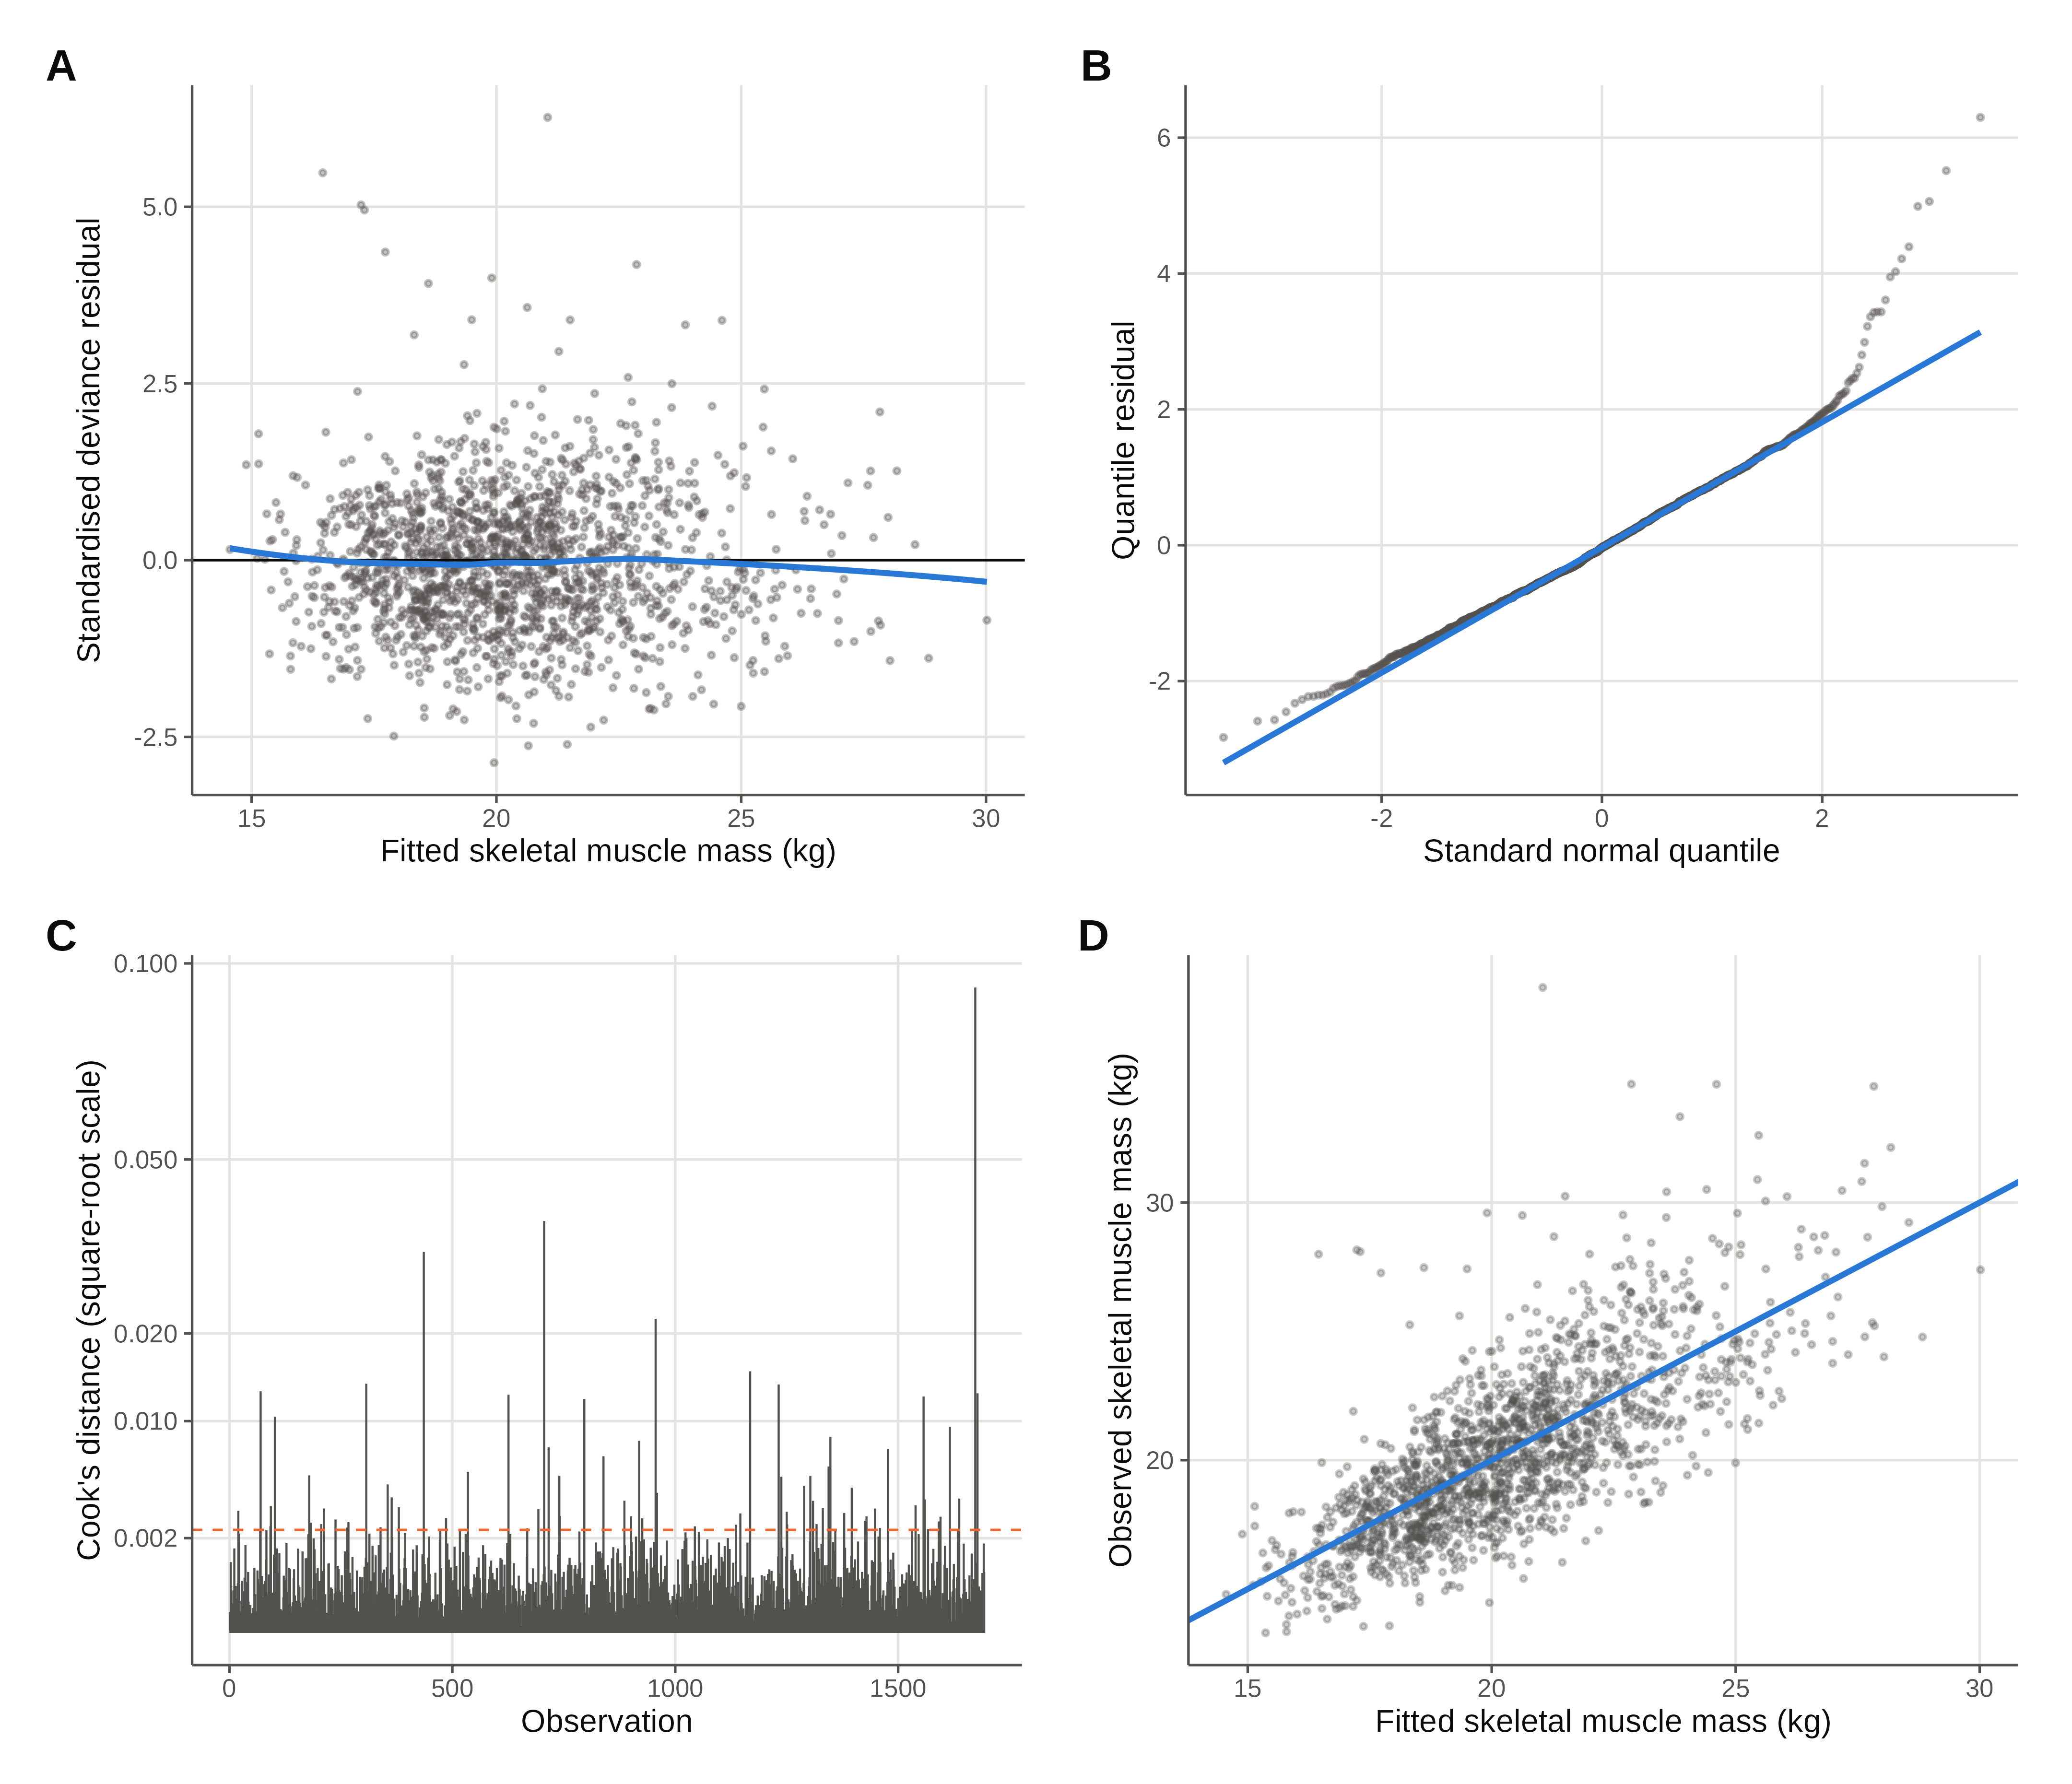 A
Standardised deviance residual
5.0
2.5
0.0
-2.5
15 20 25 30
Fitted skeletal muscle mass (kg)
B
Quantile residual
6
4
2
0
-2
-2 0 2
Standard normal quantile
C
Cook's distance (square-root scale)
0.100
0.050
0.020
0.010
0.002
0 500 1000 1500
Observation
D
Observed skeletal muscle mass (kg)
30
20
15 20 25 30
Fitted skeletal muscle mass (kg)